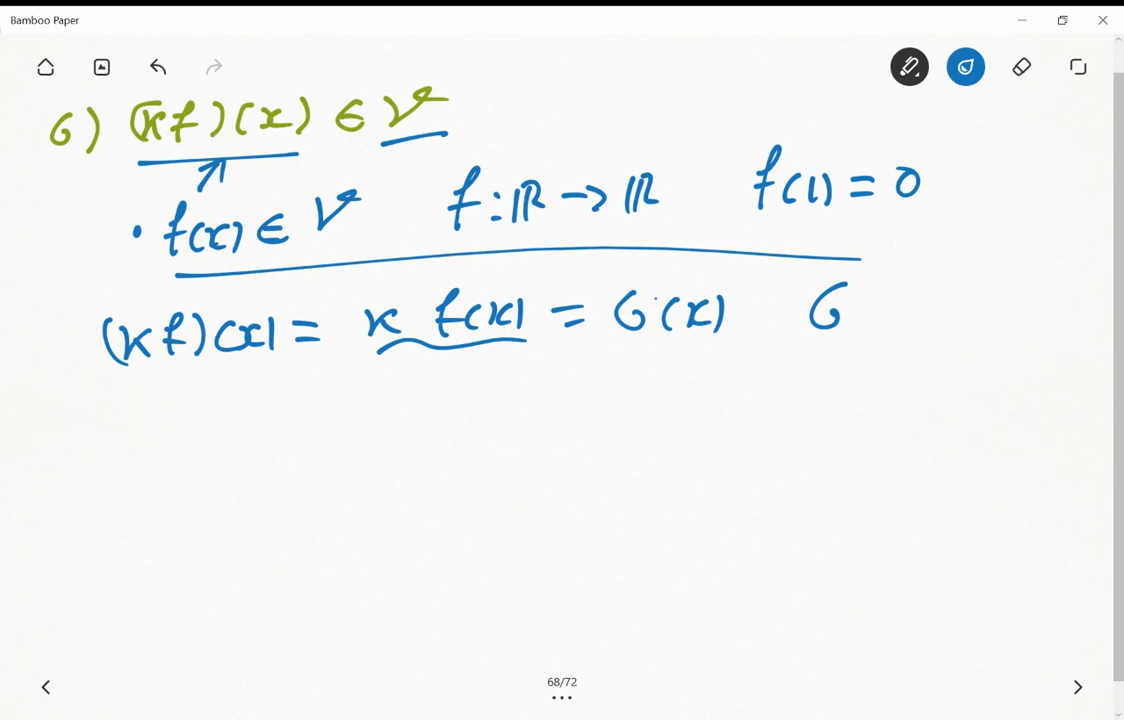 Bamboo Paper
6) (kf)(x) ∈ V
• f(x) ∈ V f: ℝ → ℝ f(1) = 0
(kf)(x) = k f(x) = G(x) G
68/72